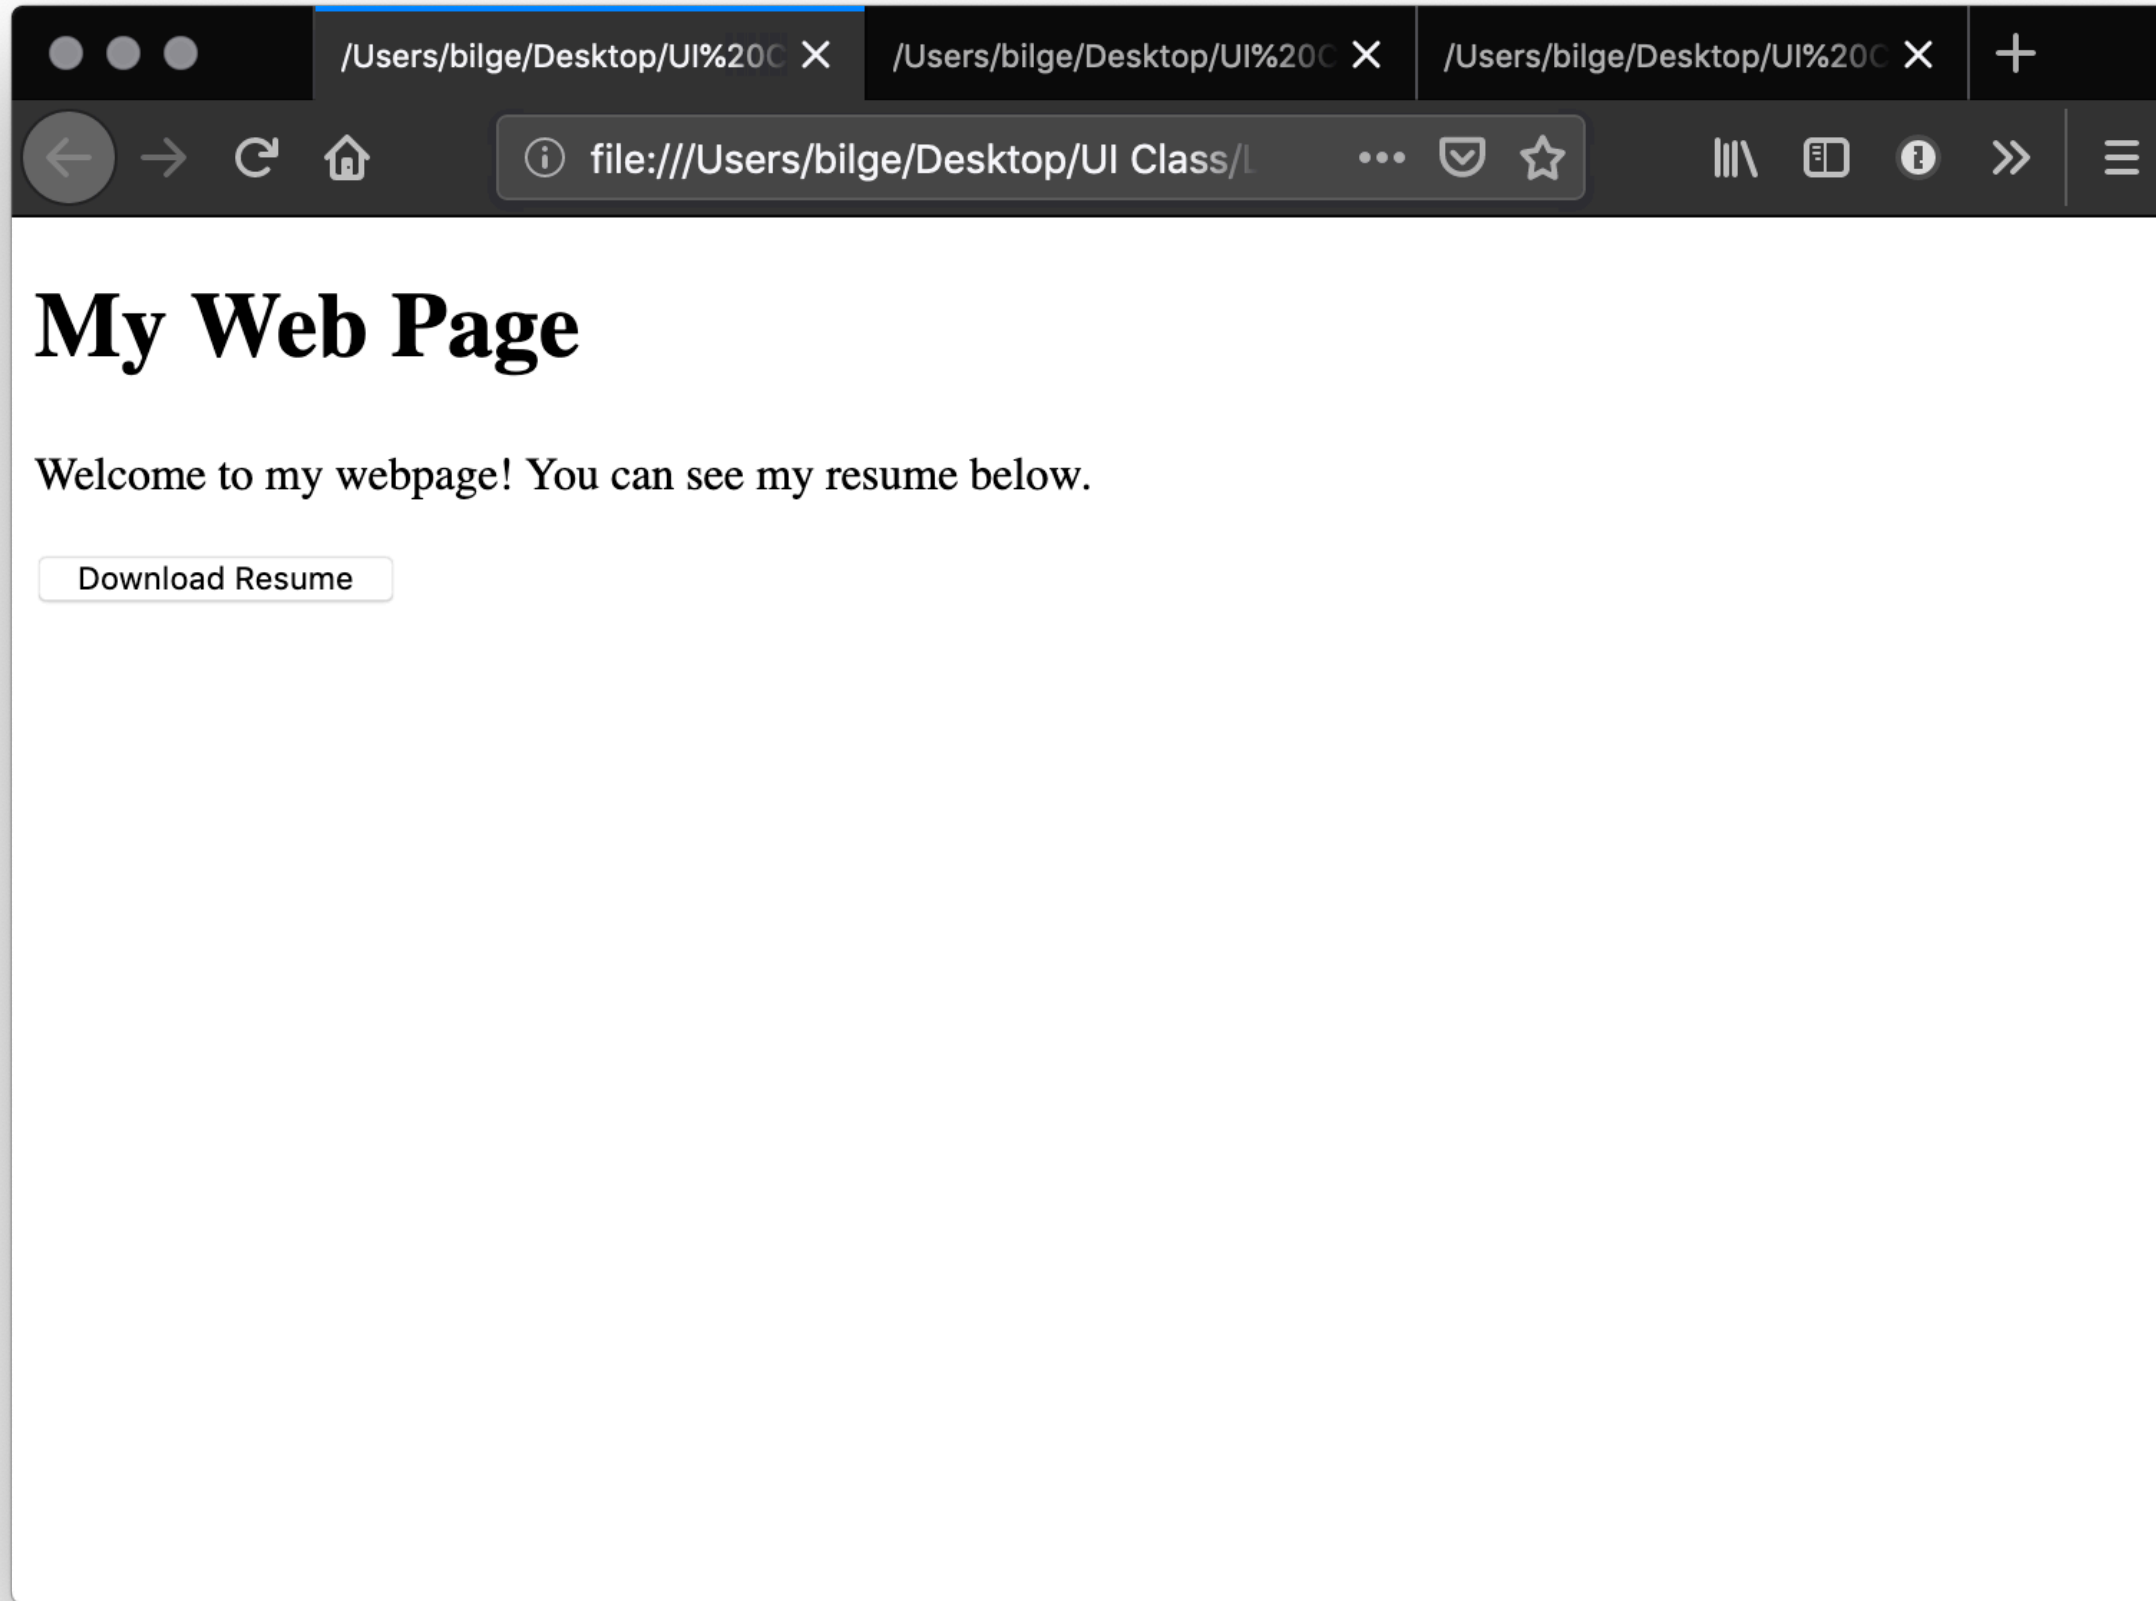 /Users/bilge/Desktop/UI%20C
/Users/bilge/Desktop/UI%20C
/Users/bilge/Desktop/UI%20C
file:///Users/bilge/Desktop/UI Class/L
My Web Page
Welcome to my webpage! You can see my resume below.
Download Resume